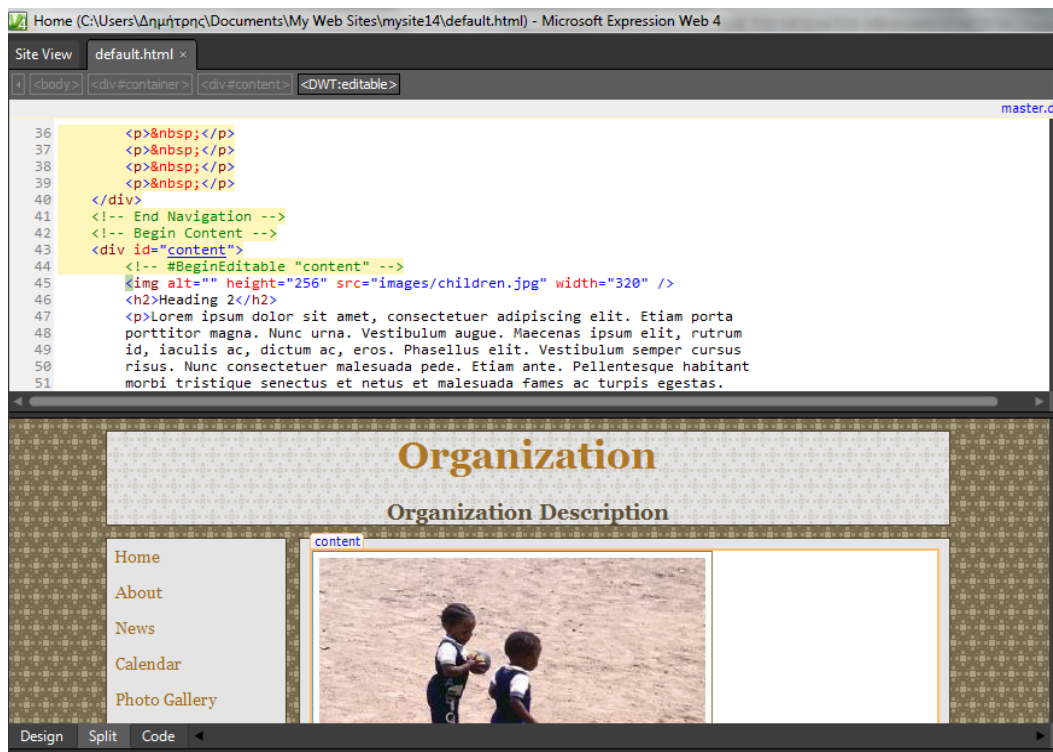 Home (C:\Users\Δημήτρης\Documents\My Web Sites\mysite14\default.html) - Microsoft Expression Web 4
Site View default.html ×
<body> <div#container> <div#content> <DWT:editable>
master.d
36 <p>&nbsp;</p>
37 <p>&nbsp;</p>
38 <p>&nbsp;</p>
39 <p>&nbsp;</p>
40 </div>
41 <!-- End Navigation -->
42 <!-- Begin Content -->
43 <div id="content">
44 <!-- #BeginEditable "content" -->
45 <img alt="" height="256" src="images/children.jpg" width="320" />
46 <h2>Heading 2</h2>
47 <p>Lorem ipsum dolor sit amet, consectetuer adipiscing elit. Etiam porta
48 porttitor magna. Nunc urna. Vestibulum augue. Maecenas ipsum elit, rutrum
49 id, iaculis ac, dictum ac, eros. Phasellus elit. Vestibulum semper cursus
50 risus. Nunc consectetuer malesuada pede. Etiam ante. Pellentesque habitant
51 morbi tristique senectus et netus et malesuada fames ac turpis egestas.
Organization
Organization Description
content
Home
About
News
Calendar
Photo Gallery
Design Split Code